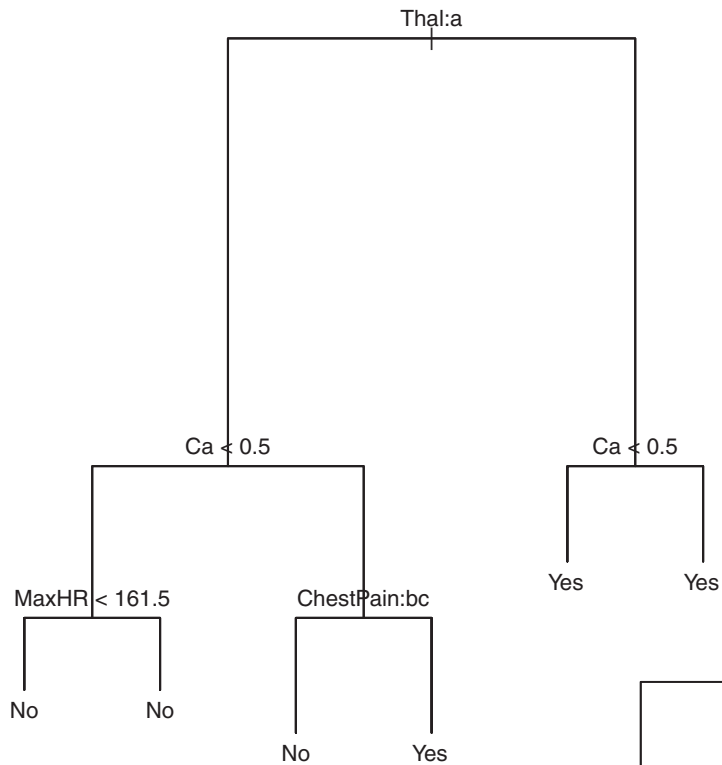 Thal:a
Ca < 0.5
Ca < 0.5
MaxHR < 161.5
ChestPain:bc
Yes
Yes
No
No
No
Yes